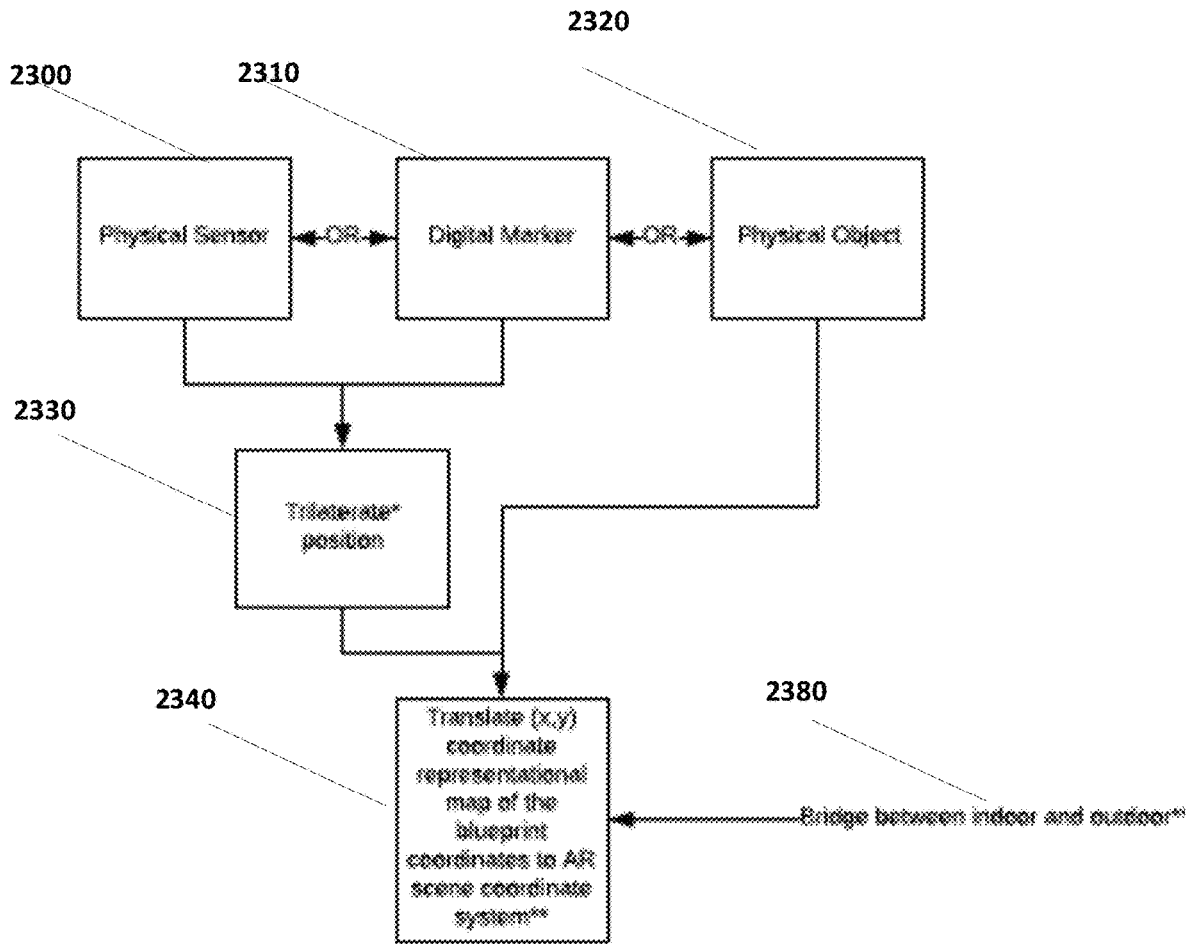 2320
2300
2310
Physical Sensor
OR
Digital Marker
OR
Physical Object
2330
Trilaterate*
position
2340
2380
Translate (x,y)
coordinate
representational
map of the
blueprint
coordinates to AR
scene coordinate
system**
Bridge between indoor and outdoor**